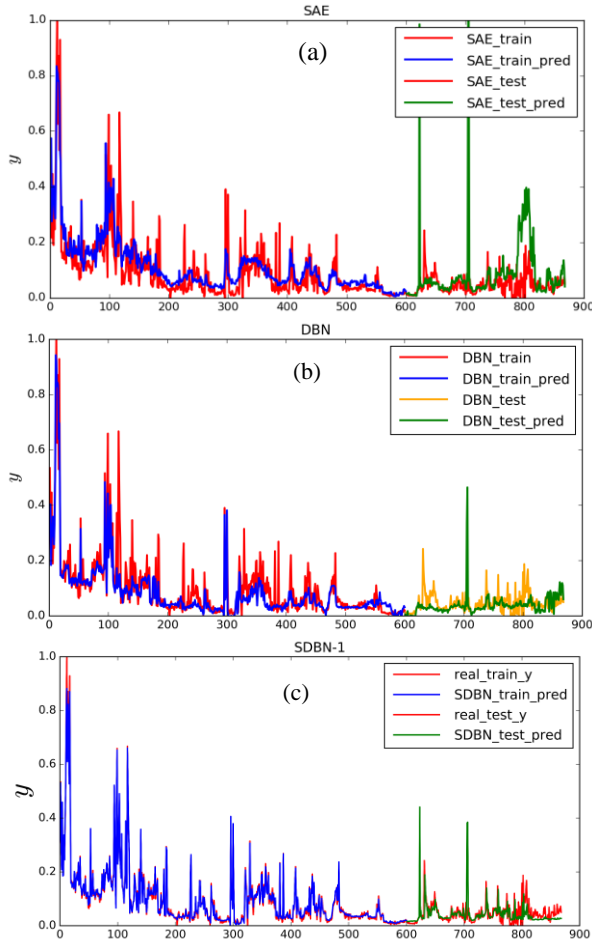 SAE
(a)
SAE_train
SAE_train_pred
SAE_test
SAE_test_pred
1.0
0.8
0.6
0.4
0.2
0.0
y
0 100 200 300 400 500 600 700 800 900
DBN
(b)
DBN_train
DBN_train_pred
DBN_test
DBN_test_pred
1.0
0.8
0.6
0.4
0.2
0.0
y
0 100 200 300 400 500 600 700 800 900
SDBN-1
(c)
real_train_y
SDBN_train_pred
real_test_y
SDBN_test_pred
1.0
0.8
0.6
0.4
0.2
0.0
y
0 100 200 300 400 500 600 700 800 900